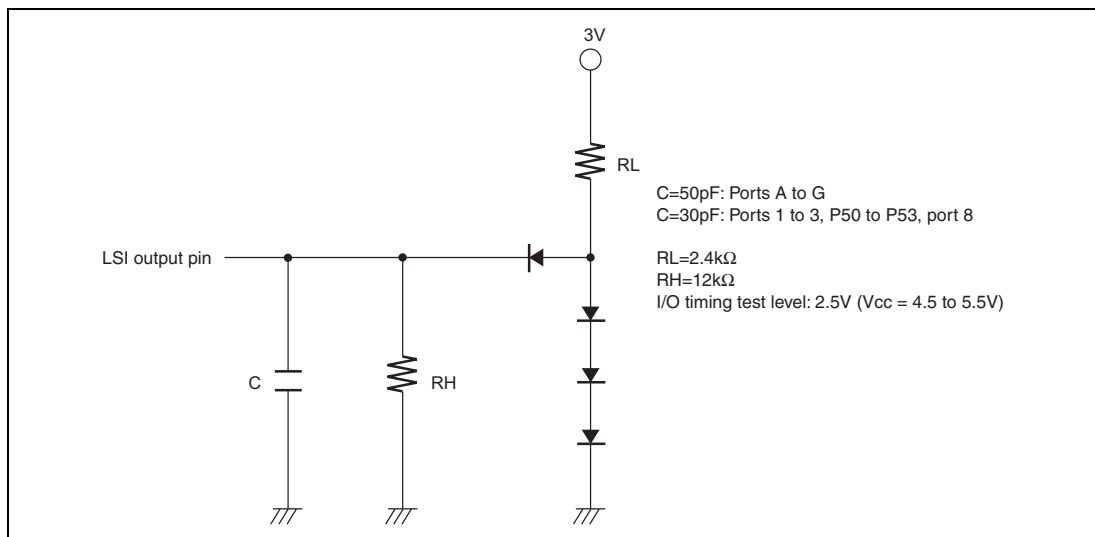 3V
RL
C=50pF: Ports A to G
C=30pF: Ports 1 to 3, P50 to P53, port 8
LSI output pin
RL=2.4kΩ
RH=12kΩ
I/O timing test level: 2.5V (Vcc = 4.5 to 5.5V)
C
RH